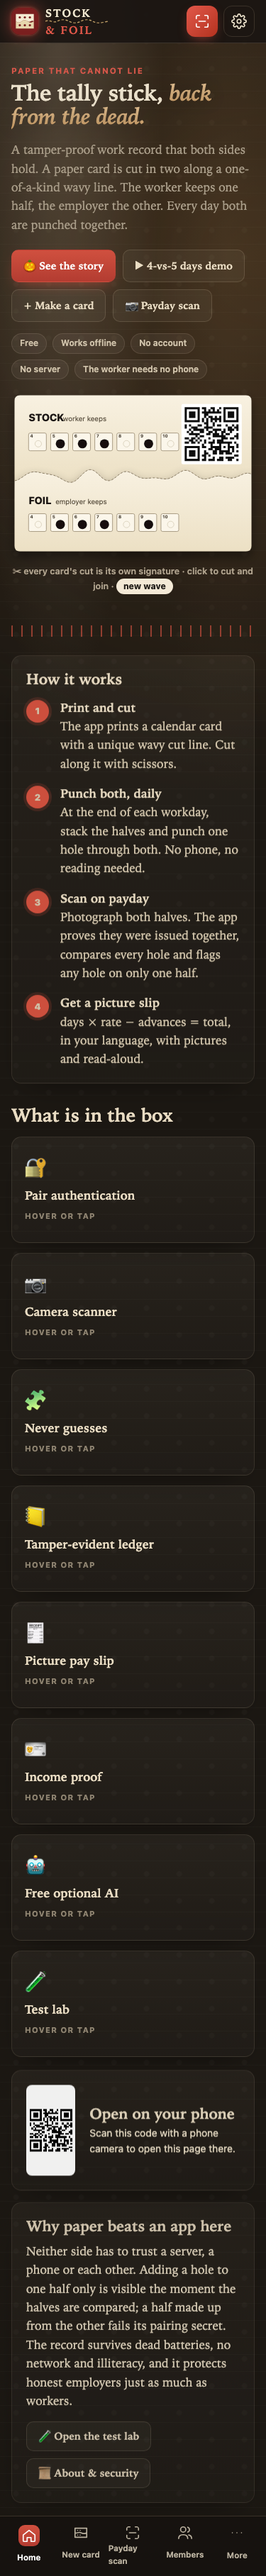 STOCK
& FOIL
PAPER THAT CANNOT LIE
The tally stick, back
from the dead.
A tamper-proof work record that both sides
hold. A paper card is cut in two along a one-
of-a-kind wavy line. The worker keeps one
half, the employer the other. Every day both
are punched together.
See the story
4-vs-5 days demo
+ Make a card
Payday scan
Free
Works offline
No account
No server
The worker needs no phone
STOCK worker keeps
4 5 6 7 8 9 10
FOIL employer keeps
4 5 6 7 8 9 10
✂ every card's cut is its own signature · click to cut and
join · new wave
How it works
1
Print and cut
The app prints a calendar card
with a unique wavy cut line. Cut
along it with scissors.
2
Punch both, daily
At the end of each workday,
stack the halves and punch one
hole through both. No phone, no
reading needed.
3
Scan on payday
Photograph both halves. The app
proves they were issued together,
compares every hole and flags
any hole on only one half.
4
Get a picture slip
days × rate − advances = total,
in your language, with pictures
and read-aloud.
What is in the box
Pair authentication
HOVER OR TAP
Camera scanner
HOVER OR TAP
Never guesses
HOVER OR TAP
Tamper-evident ledger
HOVER OR TAP
Picture pay slip
HOVER OR TAP
Income proof
HOVER OR TAP
Free optional AI
HOVER OR TAP
Test lab
HOVER OR TAP
Open on your phone
Scan this code with a phone
camera to open this page there.
Why paper beats an app here
Neither side has to trust a server, a
phone or each other. Adding a hole to
one half only is visible the moment the
halves are compared; a half made up
from the other fails its pairing secret.
The record survives dead batteries, no
network and illiteracy, and it protects
honest employers just as much as
workers.
Open the test lab
About & security
Home
New card
Payday
scan
Members
More